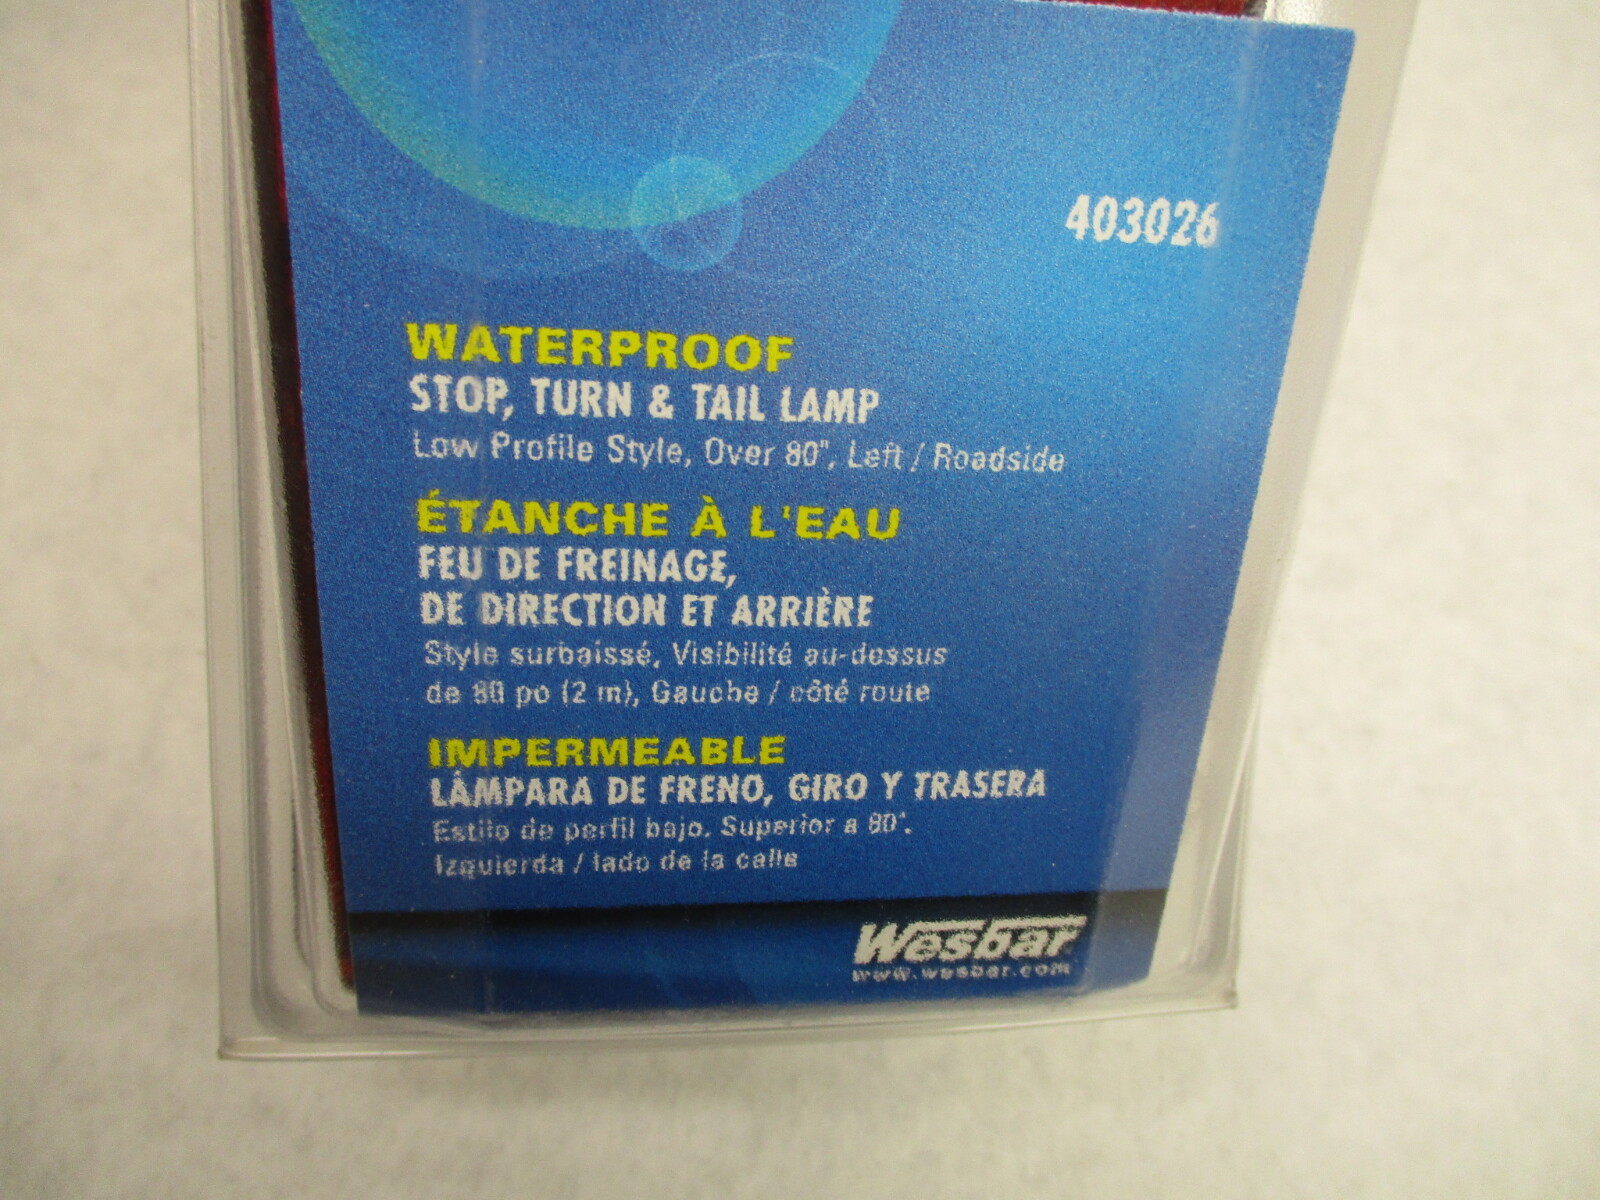 403026
WATERPROOF
STOP, TURN & TAIL LAMP
Low Profile Style, Over 80", Left / Roadside
ÉTANCHE À L'EAU
FEU DE FREINAGE,
DE DIRECTION ET ARRIÈRE
Style surbaissé, Visibilité au-dessus
de 80 po (2 m), Gauche / côté route
IMPERMEABLE
LÁMPARA DE FRENO, GIRO Y TRASERA
Estilo de perfil bajo. Superior a 80".
Izquierda / lado de la calle
Wesbar
www.wesbar.com